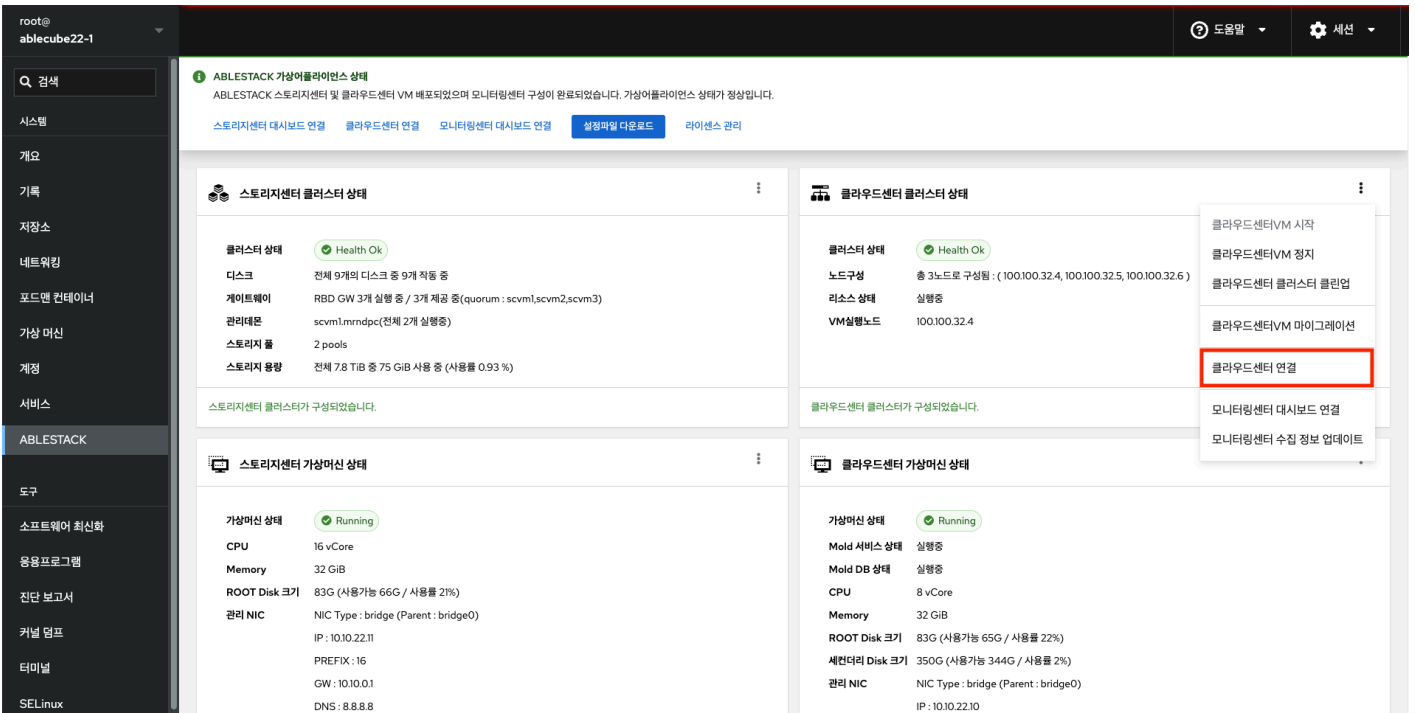 root@
ablecube22-1
도움말
세션
검색
시스템
개요
기록
저장소
네트워킹
포드맨 컨테이너
가상 머신
계정
서비스
ABLESTACK
도구
소프트웨어 최신화
응용프로그램
진단 보고서
커널 덤프
터미널
SELinux
ABLESTACK 가상어플라이언스 상태
ABLESTACK 스토리지센터 및 클라우드센터 VM 배포되었으며 모니터링센터 구성이 완료되었습니다. 가상어플라이언스 상태가 정상입니다.
스토리지센터 대시보드 연결 클라우드센터 연결 모니터링센터 대시보드 연결 설정파일 다운로드 라이센스 관리
스토리지센터 클러스터 상태
클러스터 상태 Health Ok
디스크 전체 9개의 디스크 중 9개 작동 중
게이트웨이 RBD GW 3개 실행 중 / 3개 제공 중(quorum : scvm1,scvm2,scvm3)
관리데몬 scvm1.mrndpc(전체 2개 실행중)
스토리지 풀 2 pools
스토리지 용량 전체 7.8 TiB 중 75 GiB 사용 중 (사용률 0.93 %)
스토리지센터 클러스터가 구성되었습니다.
클라우드센터 클러스터 상태
클러스터 상태 Health Ok
노드구성 총 3노드로 구성됨 : ( 100.100.32.4, 100.100.32.5, 100.100.32.6 )
리소스 상태 실행중
VM실행노드 100.100.32.4
클라우드센터 클러스터가 구성되었습니다.
클라우드센터VM 시작
클라우드센터VM 정지
클라우드센터 클러스터 클린업
클라우드센터VM 마이그레이션
클라우드센터 연결
모니터링센터 대시보드 연결
모니터링센터 수집 정보 업데이트
스토리지센터 가상머신 상태
가상머신 상태 Running
CPU 16 vCore
Memory 32 GiB
ROOT Disk 크기 83G (사용가능 66G / 사용률 21%)
관리 NIC NIC Type : bridge (Parent : bridge0)
IP : 10.10.22.11
PREFIX : 16
GW : 10.10.0.1
DNS : 8.8.8.8
클라우드센터 가상머신 상태
가상머신 상태 Running
Mold 서비스 상태 실행중
Mold DB 상태 실행중
CPU 8 vCore
Memory 32 GiB
ROOT Disk 크기 83G (사용가능 65G / 사용률 22%)
세컨더리 Disk 크기 350G (사용가능 344G / 사용률 2%)
관리 NIC NIC Type : bridge (Parent : bridge0)
IP : 10.10.22.10